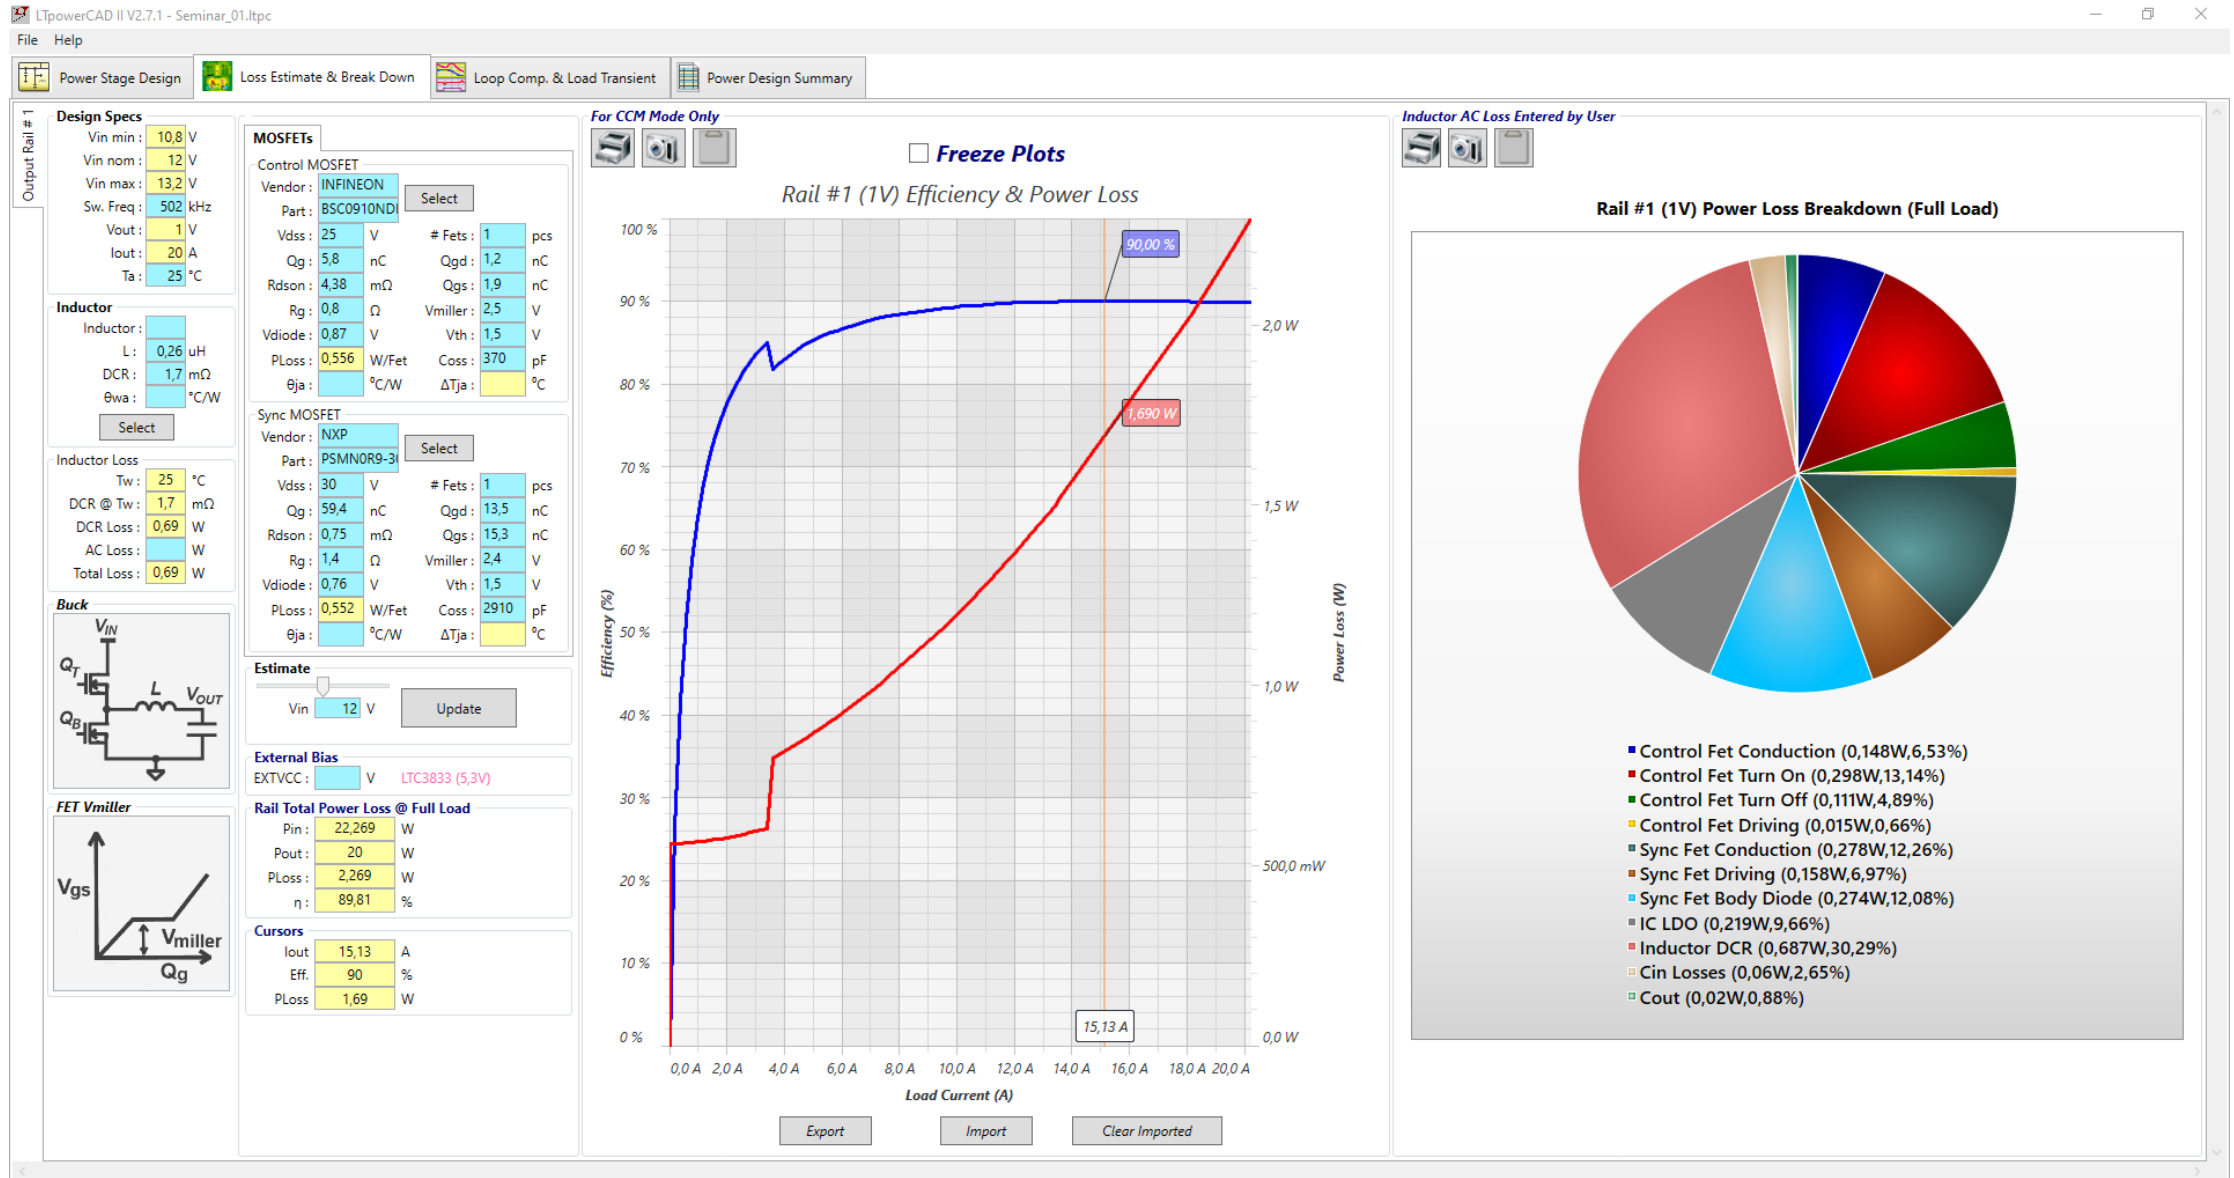 LTpowerCAD II V2.7.1 - Seminar_01.ltpc
File Help
Power Stage Design
Loss Estimate & Break Down
Loop Comp. & Load Transient
Power Design Summary
Output Rail # 1
Design Specs
Vin min : 10,8 V
Vin nom : 12 V
Vin max : 13,2 V
Sw. Freq : 502 kHz
Vout : 1 V
Iout : 20 A
Ta : 25 °C
Inductor
Inductor :
L : 0,26 uH
DCR : 1,7 mΩ
θwa : °C/W
Select
Inductor Loss
Tw : 25 °C
DCR @ Tw : 1,7 mΩ
DCR Loss : 0,69 W
AC Loss : W
Total Loss : 0,69 W
Buck
VIN
QT
L
VOUT
QB
FET Vmiller
Vgs
Vmiller
Qg
MOSFETs
Control MOSFET
Vendor : INFINEON
Select
Part : BSC0910NDI
Vdss : 25 V # Fets : 1 pcs
Qg : 5,8 nC Qgd : 1,2 nC
Rdson : 4,38 mΩ Qgs : 1,9 nC
Rg : 0,8 Ω Vmiller : 2,5 V
Vdiode : 0,87 V Vth : 1,5 V
PLoss : 0,556 W/Fet Coss : 370 pF
θja : °C/W ΔTja : °C
Sync MOSFET
Vendor : NXP
Select
Part : PSMN0R9-30
Vdss : 30 V # Fets : 1 pcs
Qg : 59,4 nC Qgd : 13,5 nC
Rdson : 0,75 mΩ Qgs : 15,3 nC
Rg : 1,4 Ω Vmiller : 2,4 V
Vdiode : 0,76 V Vth : 1,5 V
PLoss : 0,552 W/Fet Coss : 2910 pF
θja : °C/W ΔTja : °C
Estimate
Vin 12 V
Update
External Bias
EXTVCC : V LTC3833 (5,3V)
Rail Total Power Loss @ Full Load
Pin : 22,269 W
Pout : 20 W
PLoss : 2,269 W
η : 89,81 %
Cursors
Iout 15,13 A
Eff. 90 %
PLoss 1,69 W
For CCM Mode Only
Freeze Plots
Rail #1 (1V) Efficiency & Power Loss
100 %
90 %
80 %
70 %
60 %
50 %
40 %
30 %
20 %
10 %
0 %
Efficiency (%)
90,00 %
1,690 W
15,13 A
2,0 W
1,5 W
1,0 W
500,0 mW
0,0 W
Power Loss (W)
0,0 A 2,0 A 4,0 A 6,0 A 8,0 A 10,0 A 12,0 A 14,0 A 16,0 A 18,0 A 20,0 A
Load Current (A)
Export
Import
Clear Imported
Inductor AC Loss Entered by User
Rail #1 (1V) Power Loss Breakdown (Full Load)
Control Fet Conduction (0,148W,6,53%)
Control Fet Turn On (0,298W,13,14%)
Control Fet Turn Off (0,111W,4,89%)
Control Fet Driving (0,015W,0,66%)
Sync Fet Conduction (0,278W,12,26%)
Sync Fet Driving (0,158W,6,97%)
Sync Fet Body Diode (0,274W,12,08%)
IC LDO (0,219W,9,66%)
Inductor DCR (0,687W,30,29%)
Cin Losses (0,06W,2,65%)
Cout (0,02W,0,88%)